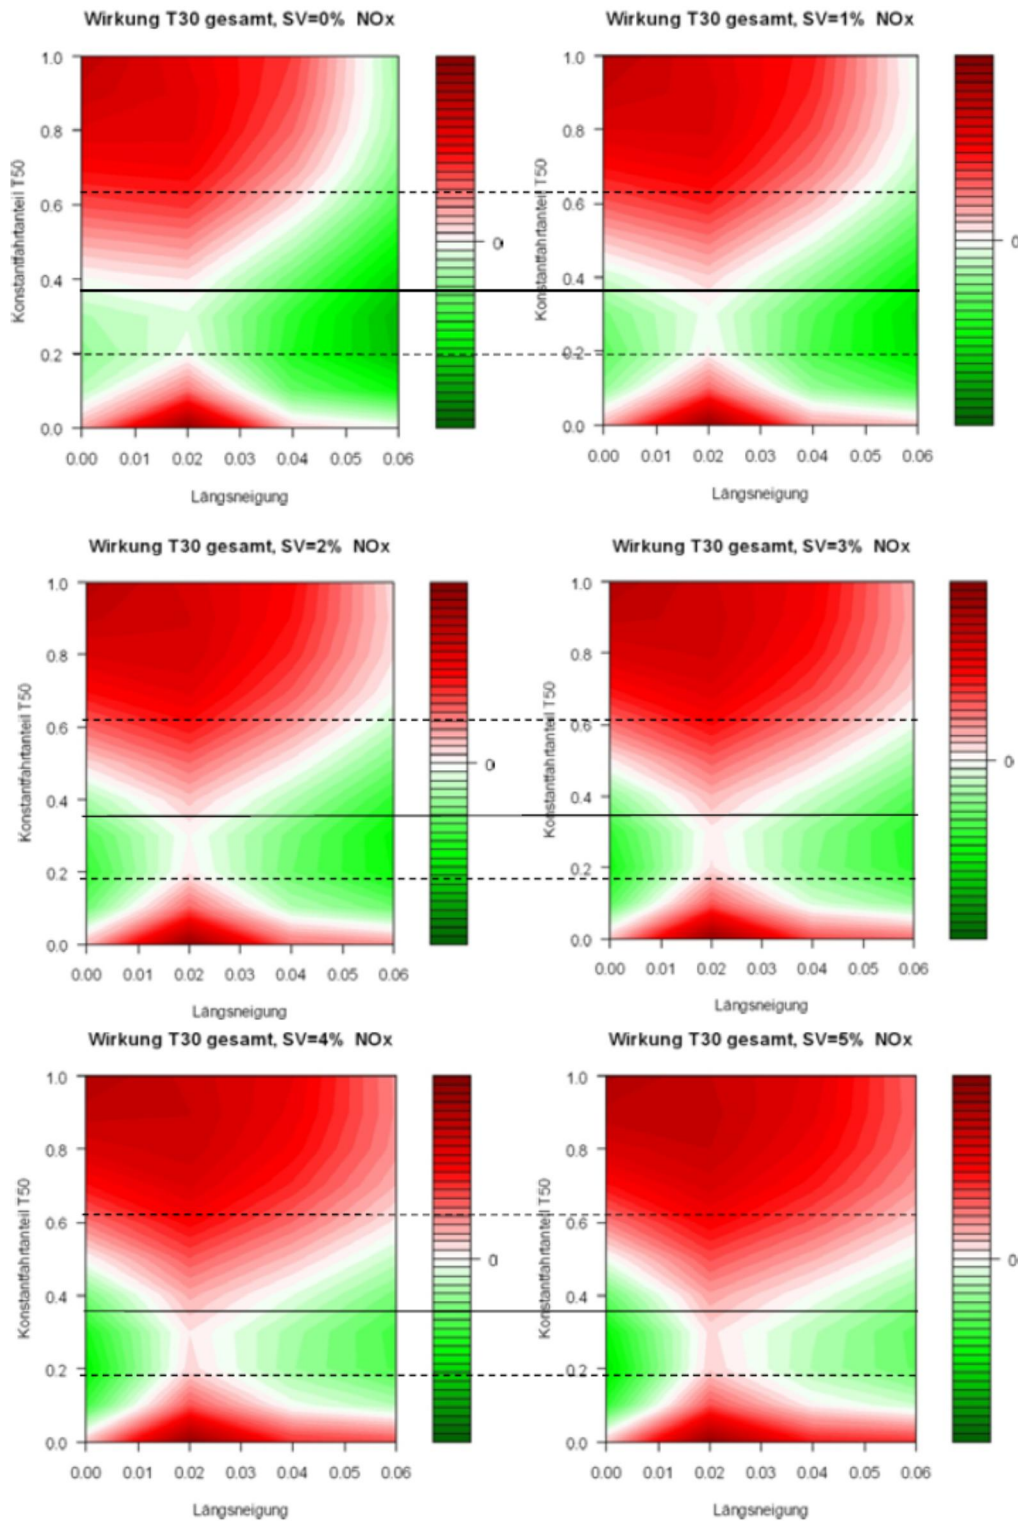 Wirkung T30 gesamt, SV=0% NOx
Konstantfahrtanteil T50
1.0
0.8
0.6
0.4
0.2
0.0
0
0.00 0.01 0.02 0.03 0.04 0.05 0.06
Längsneigung
Wirkung T30 gesamt, SV=1% NOx
Konstantfahrtanteil T50
1.0
0.8
0.6
0.4
0.2
0.0
0
0.00 0.01 0.02 0.03 0.04 0.05 0.06
Längsneigung
Wirkung T30 gesamt, SV=2% NOx
Konstantfahrtanteil T50
1.0
0.8
0.6
0.4
0.2
0.0
0
0.00 0.01 0.02 0.03 0.04 0.05 0.06
Längsneigung
Wirkung T30 gesamt, SV=3% NOx
Konstantfahrtanteil T50
1.0
0.8
0.6
0.4
0.2
0.0
0
0.00 0.01 0.02 0.03 0.04 0.05 0.06
Längsneigung
Wirkung T30 gesamt, SV=4% NOx
Konstantfahrtanteil T50
1.0
0.8
0.6
0.4
0.2
0.0
0
0.00 0.01 0.02 0.03 0.04 0.05 0.06
Längsneigung
Wirkung T30 gesamt, SV=5% NOx
Konstantfahrtanteil T50
1.0
0.8
0.6
0.4
0.2
0.0
0
0.00 0.01 0.02 0.03 0.04 0.05 0.06
Längsneigung